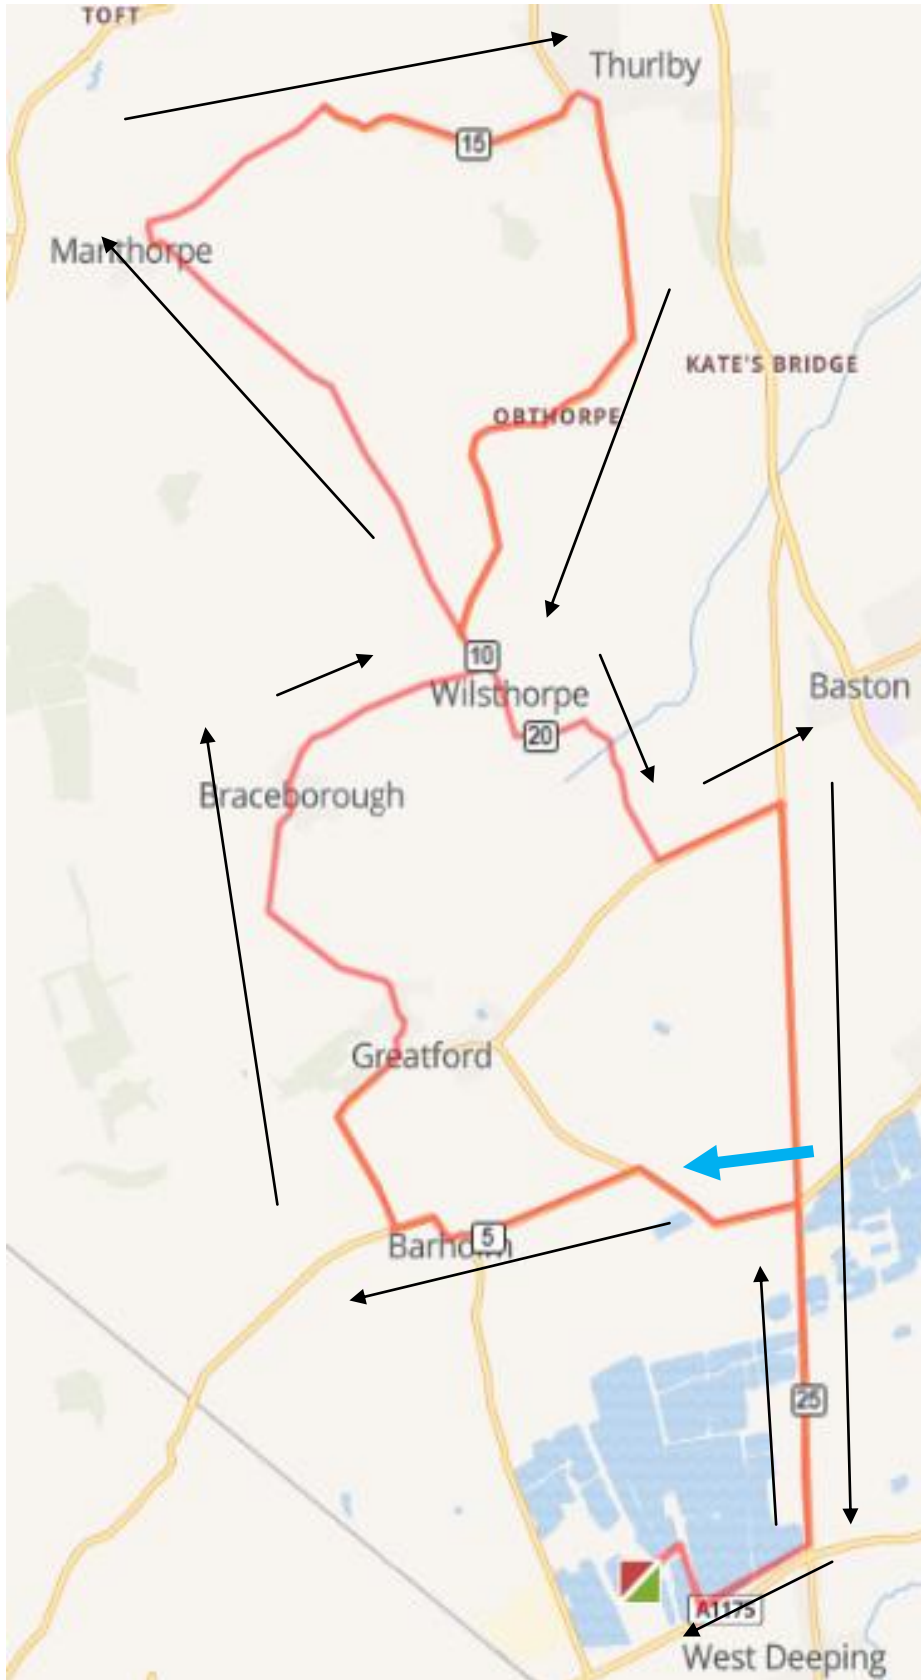 TOFT
Thurlby
15
Manthorpe
KATE'S BRIDGE
OBTHORPE
10
Wilsthorpe
Baston
20
Braceborough
Greatford
5
Barholm
25
A1175
West Deeping